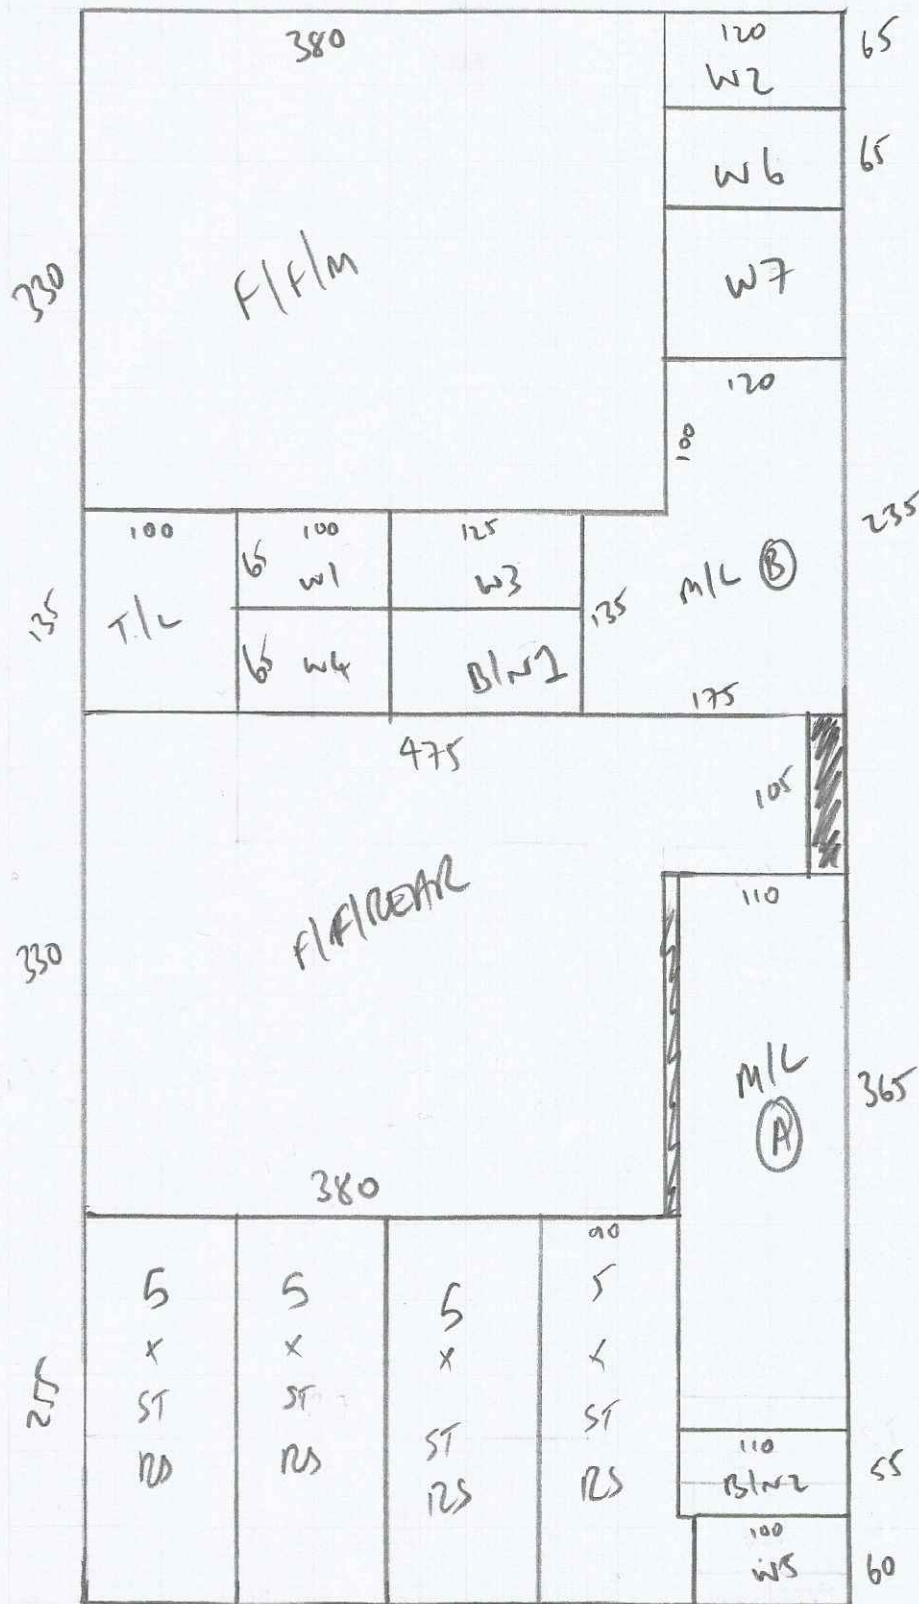 380
120
W2
65
W6
65
W7
330
F/F/M
120
100
235
M/L B
100
T/L
135
65
100
W1
125
W3
135
65 W4
B/N1
175
475
105
F/F/REAR
330
110
M/L
A
365
380
90
5
x
ST
RS
5
x
ST
RS
5
x
ST
RS
5
x
ST
RS
255
110
B/N2
55
100
W5
60